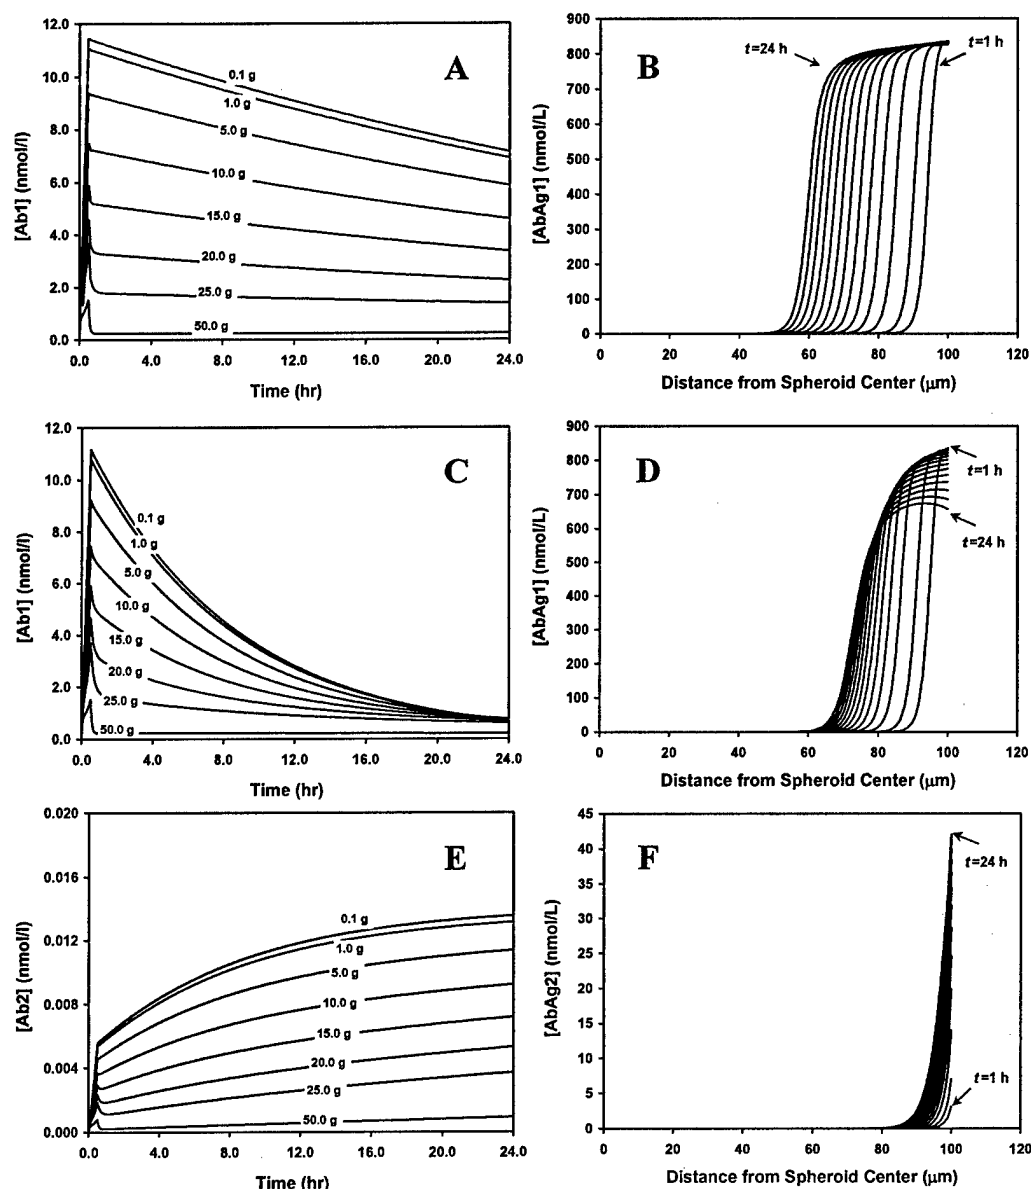 A
[Ab1] (nmol/l)
12.0
10.0
8.0
6.0
4.0
2.0
0.0
0.1 g
1.0 g
5.0 g
10.0 g
15.0 g
20.0 g
25.0 g
50.0 g
0.0 4.0 8.0 12.0 16.0 20.0 24.0
Time (hr)
B
[AbAg1] (nmol/L)
900
800
700
600
500
400
300
200
100
0
t=24 h
t=1 h
0 20 40 60 80 100 120
Distance from Spheroid Center (μm)
C
[Ab1] (nmol/l)
12.0
10.0
8.0
6.0
4.0
2.0
0.0
0.1 g
1.0 g
5.0 g
10.0 g
15.0 g
20.0 g
25.0 g
50.0 g
0.0 4.0 8.0 12.0 16.0 20.0 24.0
Time (hr)
D
[AbAg1] (nmol/L)
900
800
700
600
500
400
300
200
100
0
t=1 h
t=24 h
0 20 40 60 80 100 120
Distance from Spheroid Center (μm)
E
[Ab2] (nmol/l)
0.020
0.016
0.012
0.008
0.004
0.000
0.1 g
1.0 g
5.0 g
10.0 g
15.0 g
20.0 g
25.0 g
50.0 g
0.0 4.0 8.0 12.0 16.0 20.0 24.0
Time (hr)
F
[AbAg2] (nmol/L)
45
40
35
30
25
20
15
10
5
0
t=24 h
t=1 h
0 20 40 60 80 100 120
Distance from Spheroid Center (μm)